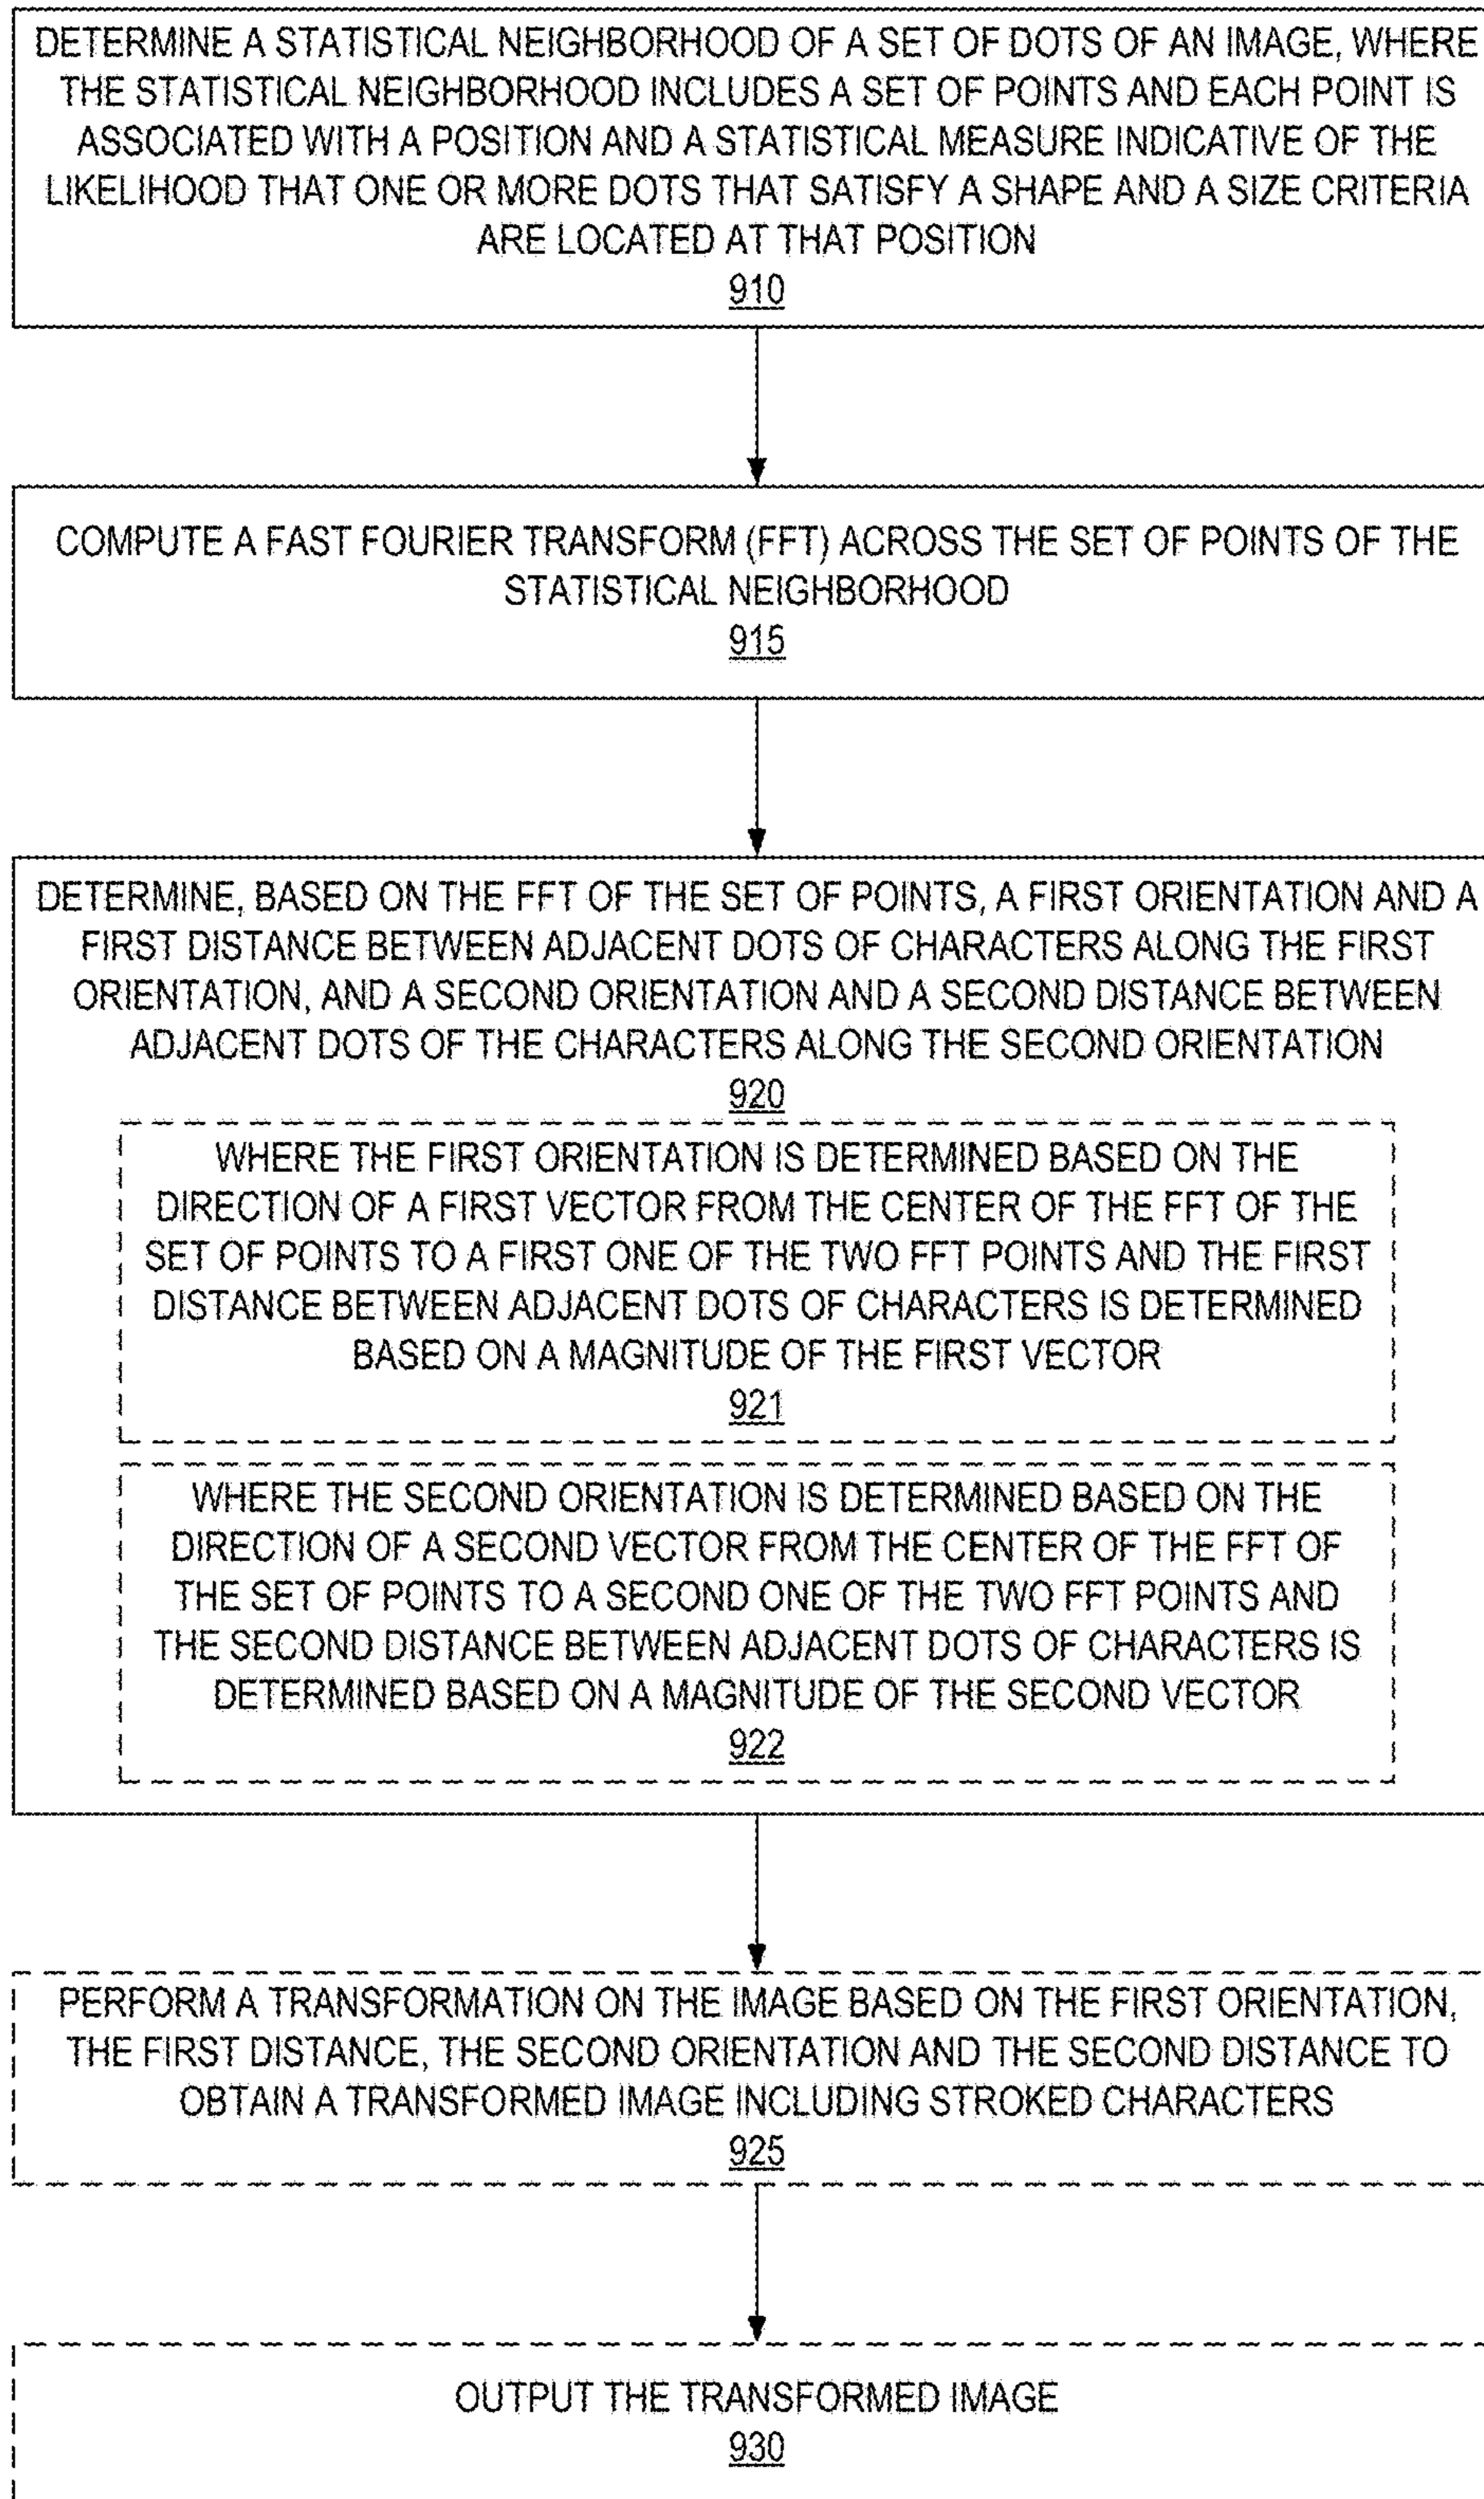 DETERMINE A STATISTICAL NEIGHBORHOOD OF A SET OF DOTS OF AN IMAGE, WHERE
THE STATISTICAL NEIGHBORHOOD INCLUDES A SET OF POINTS AND EACH POINT IS
ASSOCIATED WITH A POSITION AND A STATISTICAL MEASURE INDICATIVE OF THE
LIKELIHOOD THAT ONE OR MORE DOTS THAT SATISFY A SHAPE AND A SIZE CRITERIA
ARE LOCATED AT THAT POSITION
910
COMPUTE A FAST FOURIER TRANSFORM (FFT) ACROSS THE SET OF POINTS OF THE
STATISTICAL NEIGHBORHOOD
915
DETERMINE, BASED ON THE FFT OF THE SET OF POINTS, A FIRST ORIENTATION AND A
FIRST DISTANCE BETWEEN ADJACENT DOTS OF CHARACTERS ALONG THE FIRST
ORIENTATION, AND A SECOND ORIENTATION AND A SECOND DISTANCE BETWEEN
ADJACENT DOTS OF THE CHARACTERS ALONG THE SECOND ORIENTATION
920
WHERE THE FIRST ORIENTATION IS DETERMINED BASED ON THE
DIRECTION OF A FIRST VECTOR FROM THE CENTER OF THE FFT OF THE
SET OF POINTS TO A FIRST ONE OF THE TWO FFT POINTS AND THE FIRST
DISTANCE BETWEEN ADJACENT DOTS OF CHARACTERS IS DETERMINED
BASED ON A MAGNITUDE OF THE FIRST VECTOR
921
WHERE THE SECOND ORIENTATION IS DETERMINED BASED ON THE
DIRECTION OF A SECOND VECTOR FROM THE CENTER OF THE FFT OF
THE SET OF POINTS TO A SECOND ONE OF THE TWO FFT POINTS AND
THE SECOND DISTANCE BETWEEN ADJACENT DOTS OF CHARACTERS IS
DETERMINED BASED ON A MAGNITUDE OF THE SECOND VECTOR
922
PERFORM A TRANSFORMATION ON THE IMAGE BASED ON THE FIRST ORIENTATION,
THE FIRST DISTANCE, THE SECOND ORIENTATION AND THE SECOND DISTANCE TO
OBTAIN A TRANSFORMED IMAGE INCLUDING STROKED CHARACTERS
925
OUTPUT THE TRANSFORMED IMAGE
930